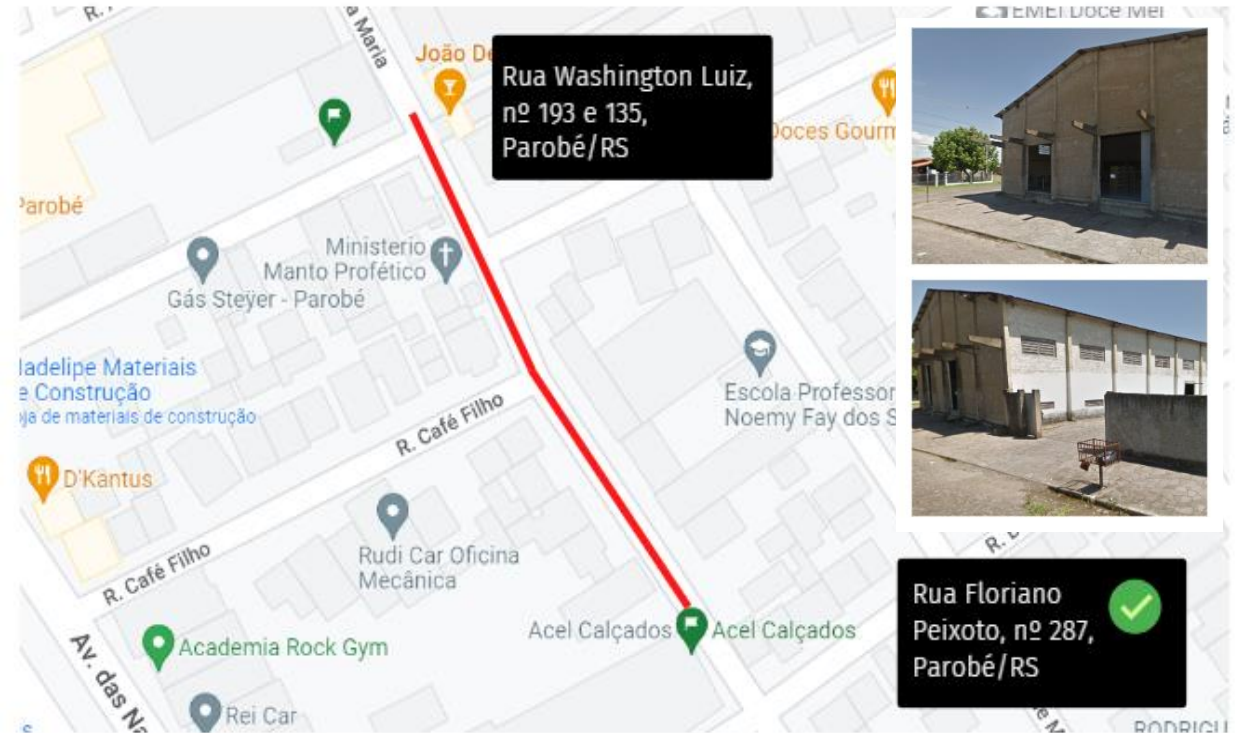 EMEI Doce Mel
Maria
João De
Rua Washington Luiz,
nº 193 e 135,
Parobé/RS
Doces Gourm
Parobé
Ministerio
Manto Profético
Gás Steÿer - Parobé
adelipe Materiais
e Construção
ja de materiais de construção
Escola Professor
Noemy Fay dos S
R. Café Filho
D'Kantus
R. Café Filho
Rudi Car Oficina
Mecânica
Rua Floriano
Peixoto, nº 287,
Parobé/RS
Acel Calçados
Acel Calçados
Academia Rock Gym
Av. das Na
Rei Car
RODRIGU